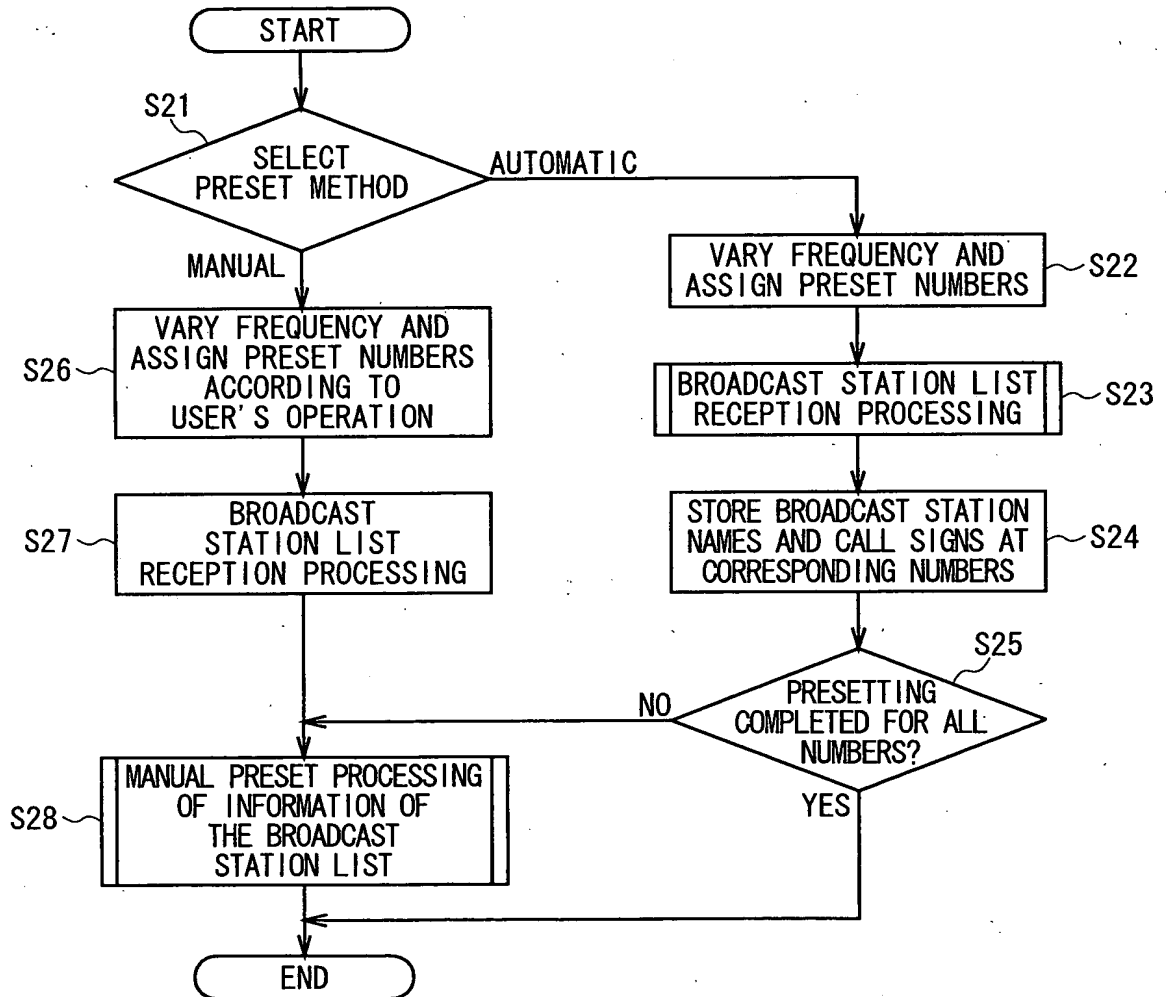 START
S21
SELECT
PRESET METHOD
AUTOMATIC
MANUAL
VARY FREQUENCY AND
ASSIGN PRESET NUMBERS
S22
VARY FREQUENCY AND
ASSIGN PRESET NUMBERS
ACCORDING TO
USER'S OPERATION
S26
BROADCAST STATION LIST
RECEPTION PROCESSING
S23
BROADCAST
STATION LIST
RECEPTION PROCESSING
S27
STORE BROADCAST STATION
NAMES AND CALL SIGNS AT
CORRESPONDING NUMBERS
S24
S25
PRESETTING
COMPLETED FOR ALL
NUMBERS?
NO
YES
MANUAL PRESET PROCESSING
OF INFORMATION OF
THE BROADCAST
STATION LIST
S28
END